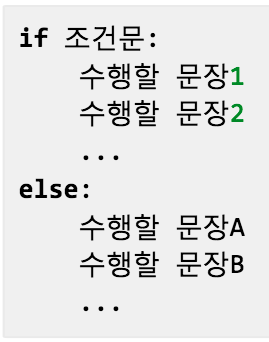 if 조건문:
    수행할 문장1
    수행할 문장2
    ...
else:
    수행할 문장A
    수행할 문장B
    ...